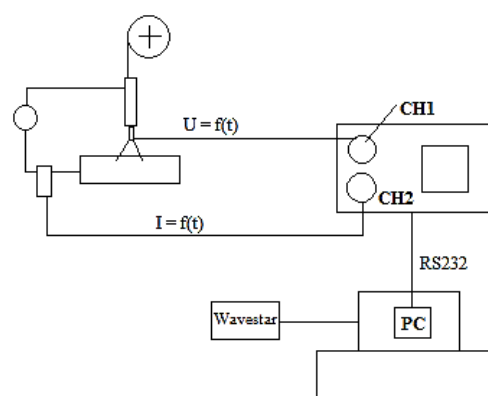 CH1
U = f(t)
CH2
I = f(t)
RS232
Wavestar
PC